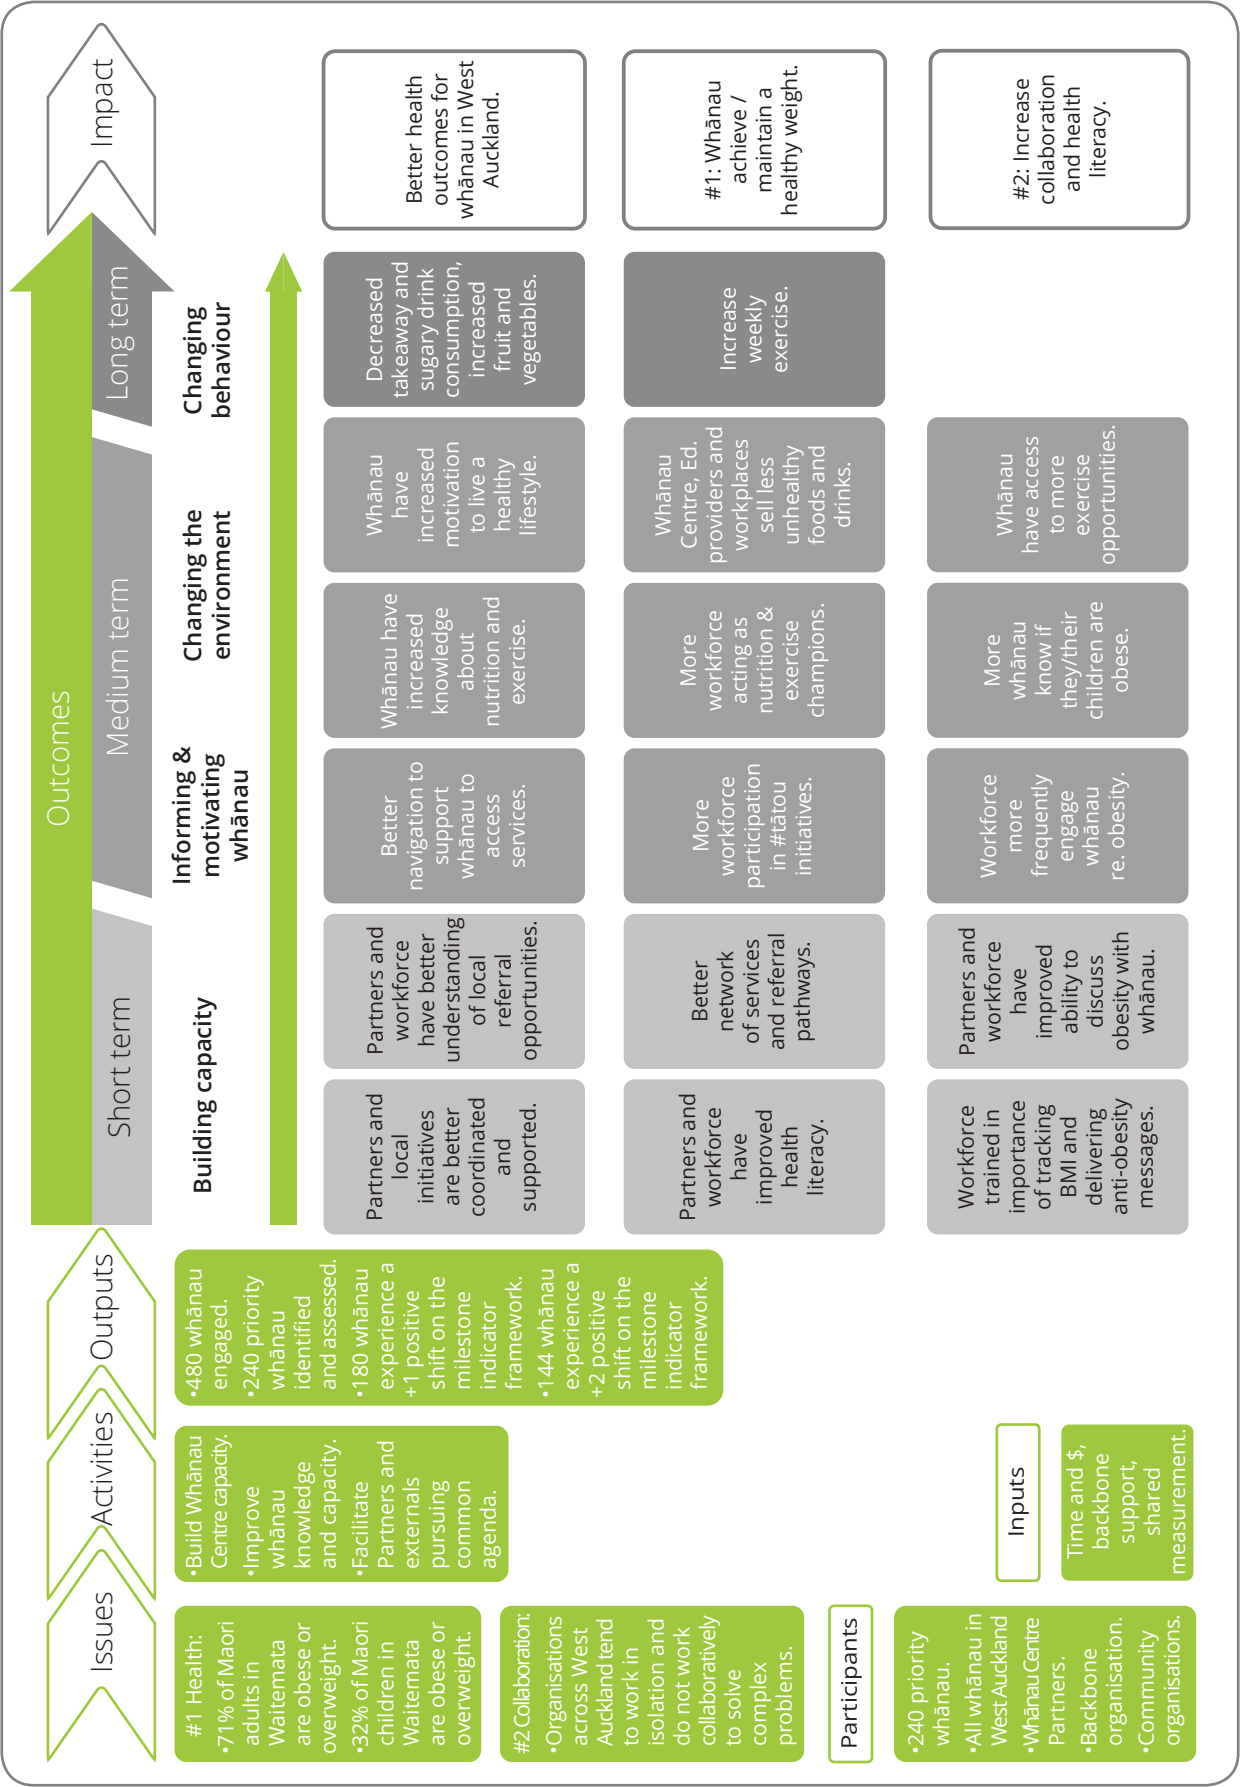 Issues
Activities
Outputs
Outcomes
Impact
Short term
Medium term
Long term
Building capacity
Informing &
motivating
whānau
Changing the
environment
Changing
behaviour
#1 Health:
•71% of Maori
adults in
Waitemata
are obese or
overweight.
•32% of Maori
children in
Waitemata
are obese or
overweight.
#2 Collaboration:
•Organisations
across West
Auckland tend
to work in
isolation and
do not work
collaboratively
to solve
complex
problems.
Participants
•240 priority
whānau.
•All whānau in
West Auckland
•Whānau Centre
Partners.
•Backbone
organisation.
•Community
organisations.
•Build Whānau
Centre capacity.
•Improve
whānau
knowledge
and capacity.
•Facilitate
Partners and
externals
pursuing
common
agenda.
Inputs
Time and $,
backbone
support,
shared
measurement.
•480 whānau
engaged.
•240 priority
whānau
identified
and assessed.
•180 whānau
experience a
+1 positive
shift on the
milestone
indicator
framework.
•144 whānau
experience a
+2 positive
shift on the
milestone
indicator
framework.
Partners and
local
initiatives
are better
coordinated
and
supported.
Partners and
workforce
have better
understanding
of local
referral
opportunities.
Better
navigation to
support
whānau to
access
services.
Whānau have
increased
knowledge
about
nutrition and
exercise.
Whānau
have
increased
motivation
to live a
healthy
lifestyle.
Decreased
takeaway and
sugary drink
consumption,
increased
fruit and
vegetables.
Better health
outcomes for
whānau in West
Auckland.
Partners and
workforce
have
improved
health
literacy.
Better
network
of services
and referral
pathways.
More
workforce
participation
in #tātou
initiatives.
More
workforce
acting as
nutrition &
exercise
champions.
Whānau
Centre, Ed.
providers and
workplaces
sell less
unhealthy
foods and
drinks.
Increase
weekly
exercise.
#1: Whānau
achieve /
maintain a
healthy weight.
Workforce
trained in
importance
of tracking
BMI and
delivering
anti-obesity
messages.
Partners and
workforce
have
improved
ability to
discuss
obesity with
whānau.
Workforce
more
frequently
engage
whānau
re. obesity.
More
whānau
know if
they/their
children are
obese.
Whānau
have access
to more
exercise
opportunities.
#2: Increase
collaboration
and health
literacy.